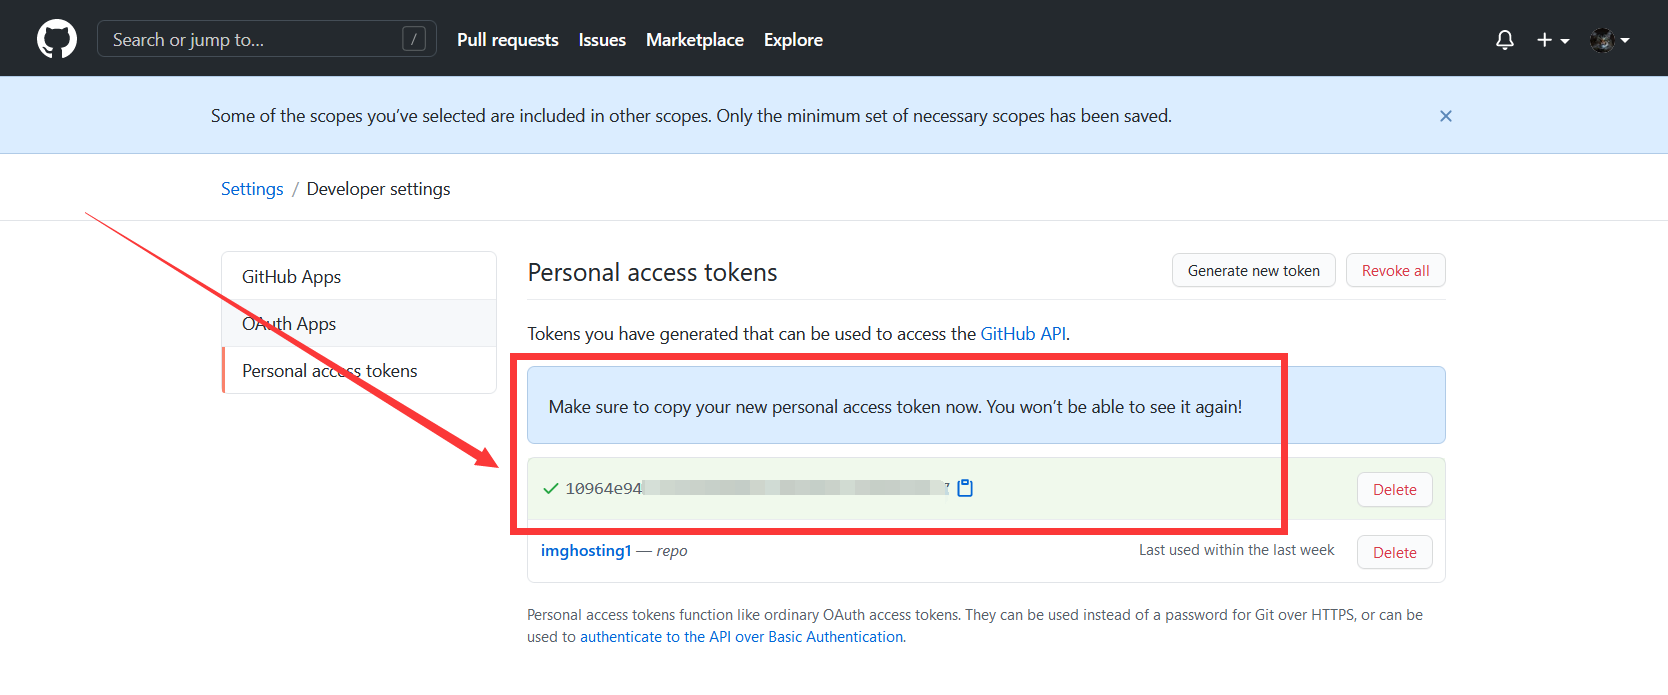 Search or jump to... /
Pull requests
Issues
Marketplace
Explore
Some of the scopes you’ve selected are included in other scopes. Only the minimum set of necessary scopes has been saved.
Settings / Developer settings
GitHub Apps
OAuth Apps
Personal access tokens
Personal access tokens
Generate new token
Revoke all
Tokens you have generated that can be used to access the GitHub API.
Make sure to copy your new personal access token now. You won’t be able to see it again!
10964e94
Delete
imghosting1 — repo
Last used within the last week
Delete
Personal access tokens function like ordinary OAuth access tokens. They can be used instead of a password for Git over HTTPS, or can be
used to authenticate to the API over Basic Authentication.